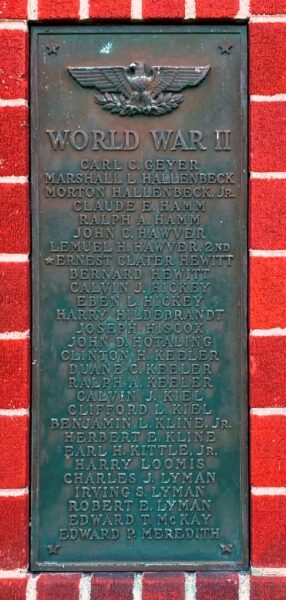 WORLD WAR II
CARL C. GEYER
MARSHALL L. HALLENBECK
MORTON HALLENBECK, JR.
CLAUDE E. HAMM
RALPH A. HAMM
JOHN C. HAWVER
LEMUEL H. HAWVER, 2ND
★ERNEST CLATER HEWITT
BERNARD HEWITT
CALVIN J. HICKEY
EBEN L. HICKEY
HARRY HILDEBRANDT
JOSEPH HISCOX
JOHN D. HOTALING
CLINTON H. KEELER
DUANE C. KEELER
RALPH A. KEELER
CALVIN J. KIEL
CLIFFORD L. KIEL
BENJAMIN L. KLINE, JR.
HERBERT E. KLINE
EARL H. KITTLE, JR.
HARRY LOOMIS
CHARLES J. LYMAN
IRVING S. LYMAN
ROBERT E. LYMAN
EDWARD T. McKAY
EDWARD P. MEREDITH